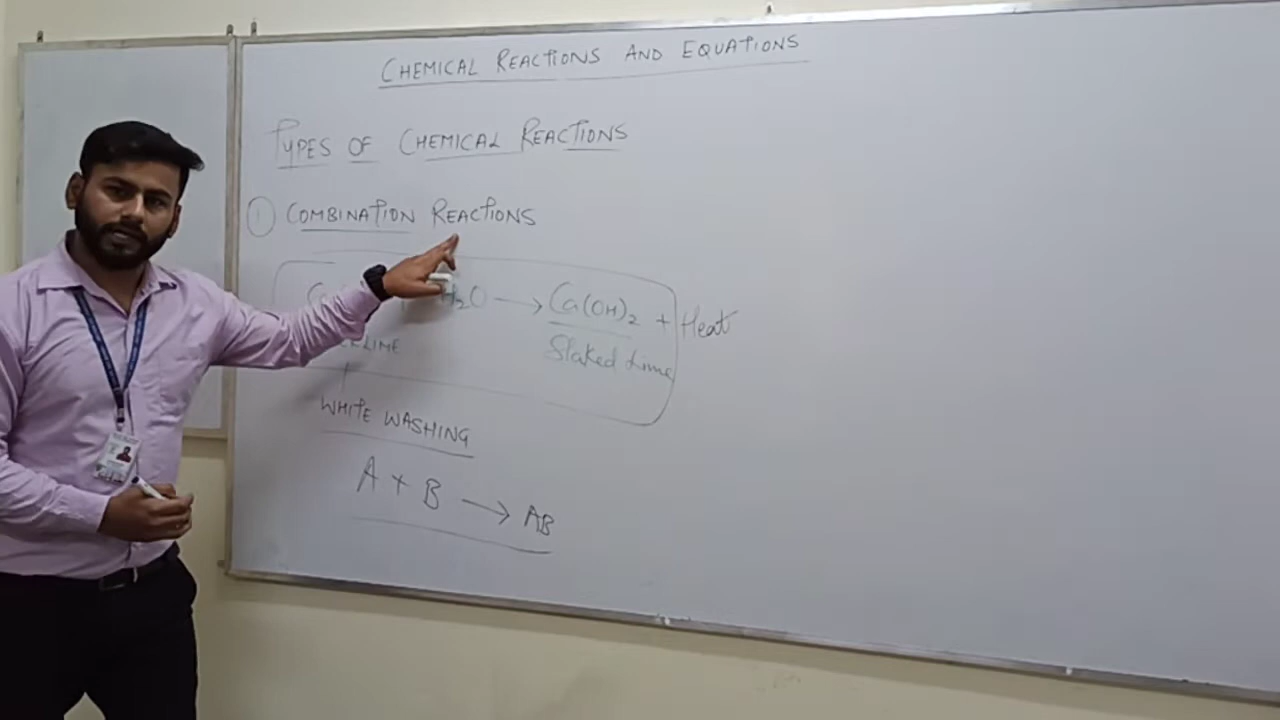 CHEMICAL REACTIONS AND EQUATIONS
TYPES OF CHEMICAL REACTIONS
① COMBINATION REACTIONS
H₂O → Ca(OH)₂ + Heat
Slaked Lime
WHITE WASHING
A + B → AB